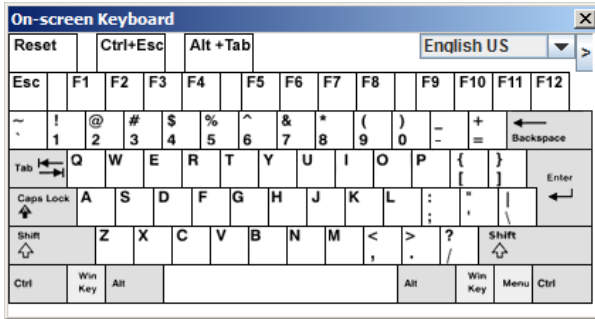 On-screen Keyboard X
Reset Ctrl+Esc Alt +Tab English US >
Esc F1 F2 F3 F4 F5 F6 F7 F8 F9 F10 F11 F12
~ ! @ # $ % ^ & * ( ) _ +
` 1 2 3 4 5 6 7 8 9 0 - = Backspace
Tab Q W E R T Y U I O P { }
[ ] Enter
Caps Lock A S D F G H J K L : " |
; ' \
Shift Z X C V B N M < > ? Shift
, . /
Ctrl Win Key Alt Alt Win Key Menu Ctrl